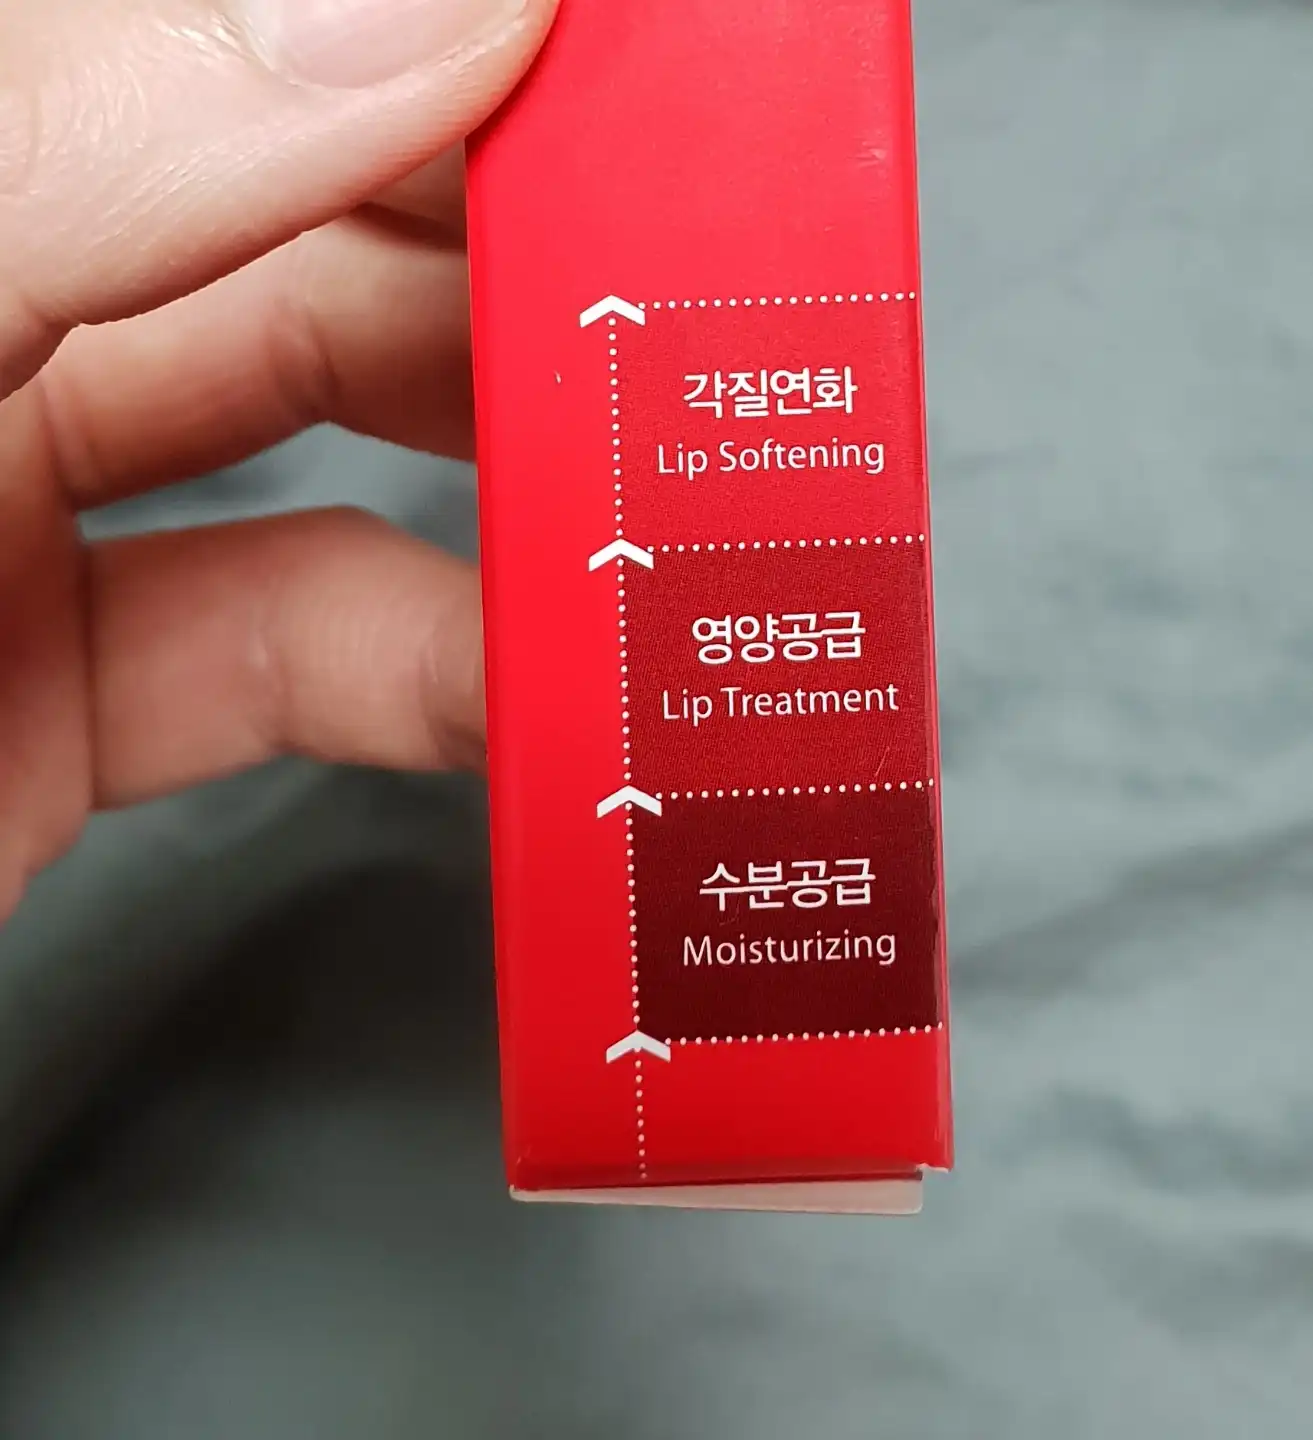 각질연화
Lip Softening
영양공급
Lip Treatment
수분공급
Moisturizing